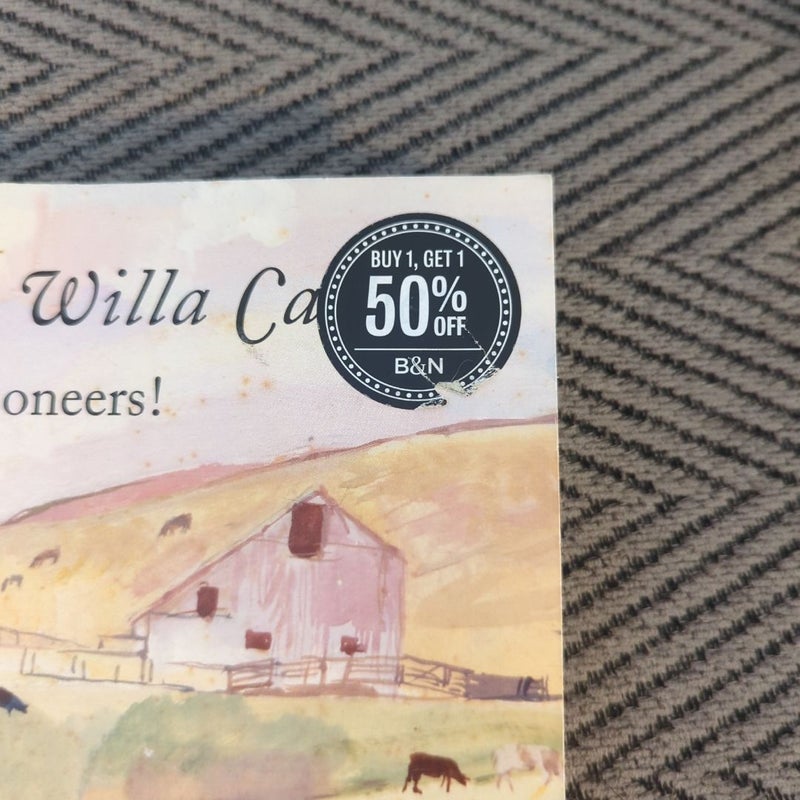 Willa Ca
oneers!
BUY 1, GET 1
50%
OFF
B&N